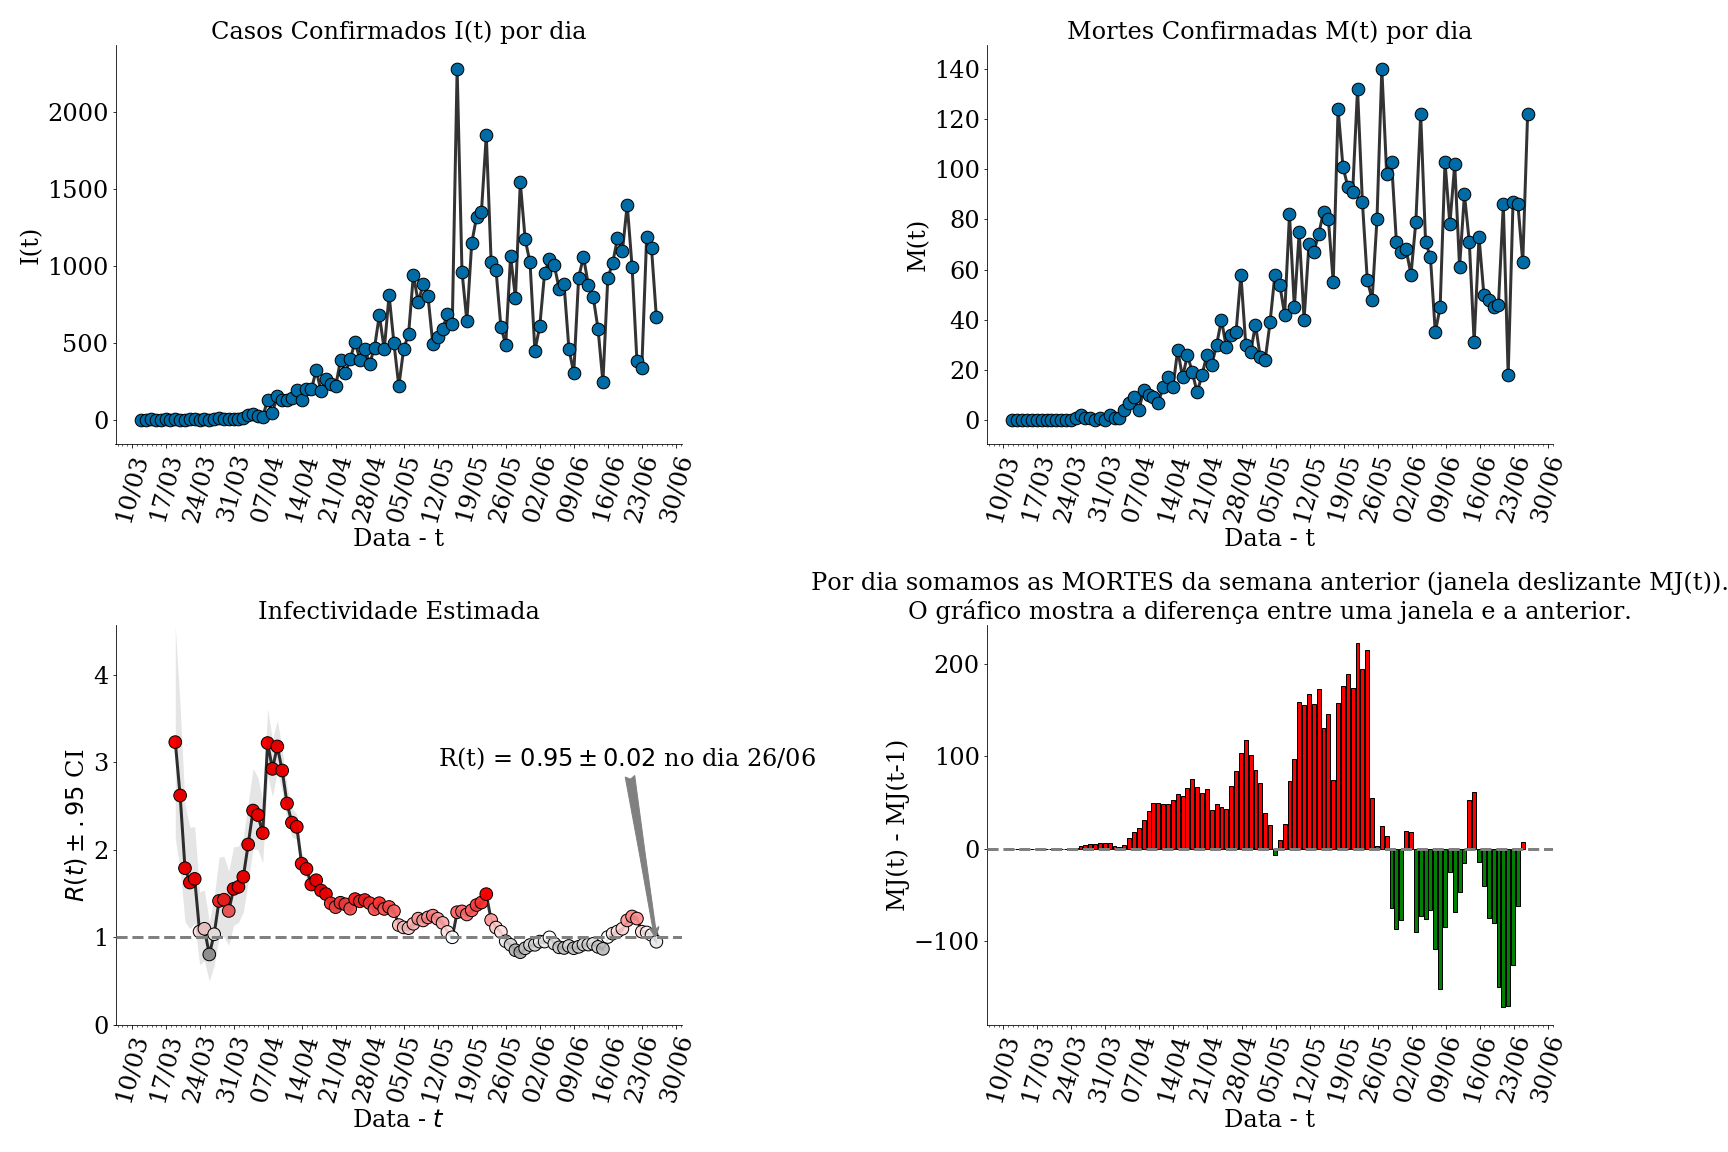 Casos Confirmados I(t) por dia
I(t)
2000
1500
1000
500
0
10/03 17/03 24/03 31/03 07/04 14/04 21/04 28/04 05/05 12/05 19/05 26/05 02/06 09/06 16/06 23/06 30/06
Data - t
Mortes Confirmadas M(t) por dia
M(t)
140
120
100
80
60
40
20
0
10/03 17/03 24/03 31/03 07/04 14/04 21/04 28/04 05/05 12/05 19/05 26/05 02/06 09/06 16/06 23/06 30/06
Data - t
Infectividade Estimada
R(t) ± .95 CI
4
3
2
1
0
R(t) = 0.95 ± 0.02 no dia 26/06
10/03 17/03 24/03 31/03 07/04 14/04 21/04 28/04 05/05 12/05 19/05 26/05 02/06 09/06 16/06 23/06 30/06
Data - t
Por dia somamos as MORTES da semana anterior (janela deslizante MJ(t)).
O gráfico mostra a diferença entre uma janela e a anterior.
MJ(t) - MJ(t-1)
200
100
0
−100
10/03 17/03 24/03 31/03 07/04 14/04 21/04 28/04 05/05 12/05 19/05 26/05 02/06 09/06 16/06 23/06 30/06
Data - t